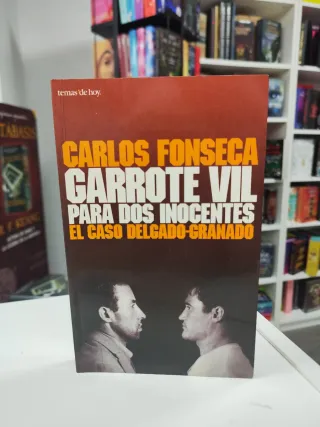 temas'de hoy.
CARLOS FONSECA
GARROTE VIL
PARA DOS INOCENTES
EL CASO DELGADO-GRANADO